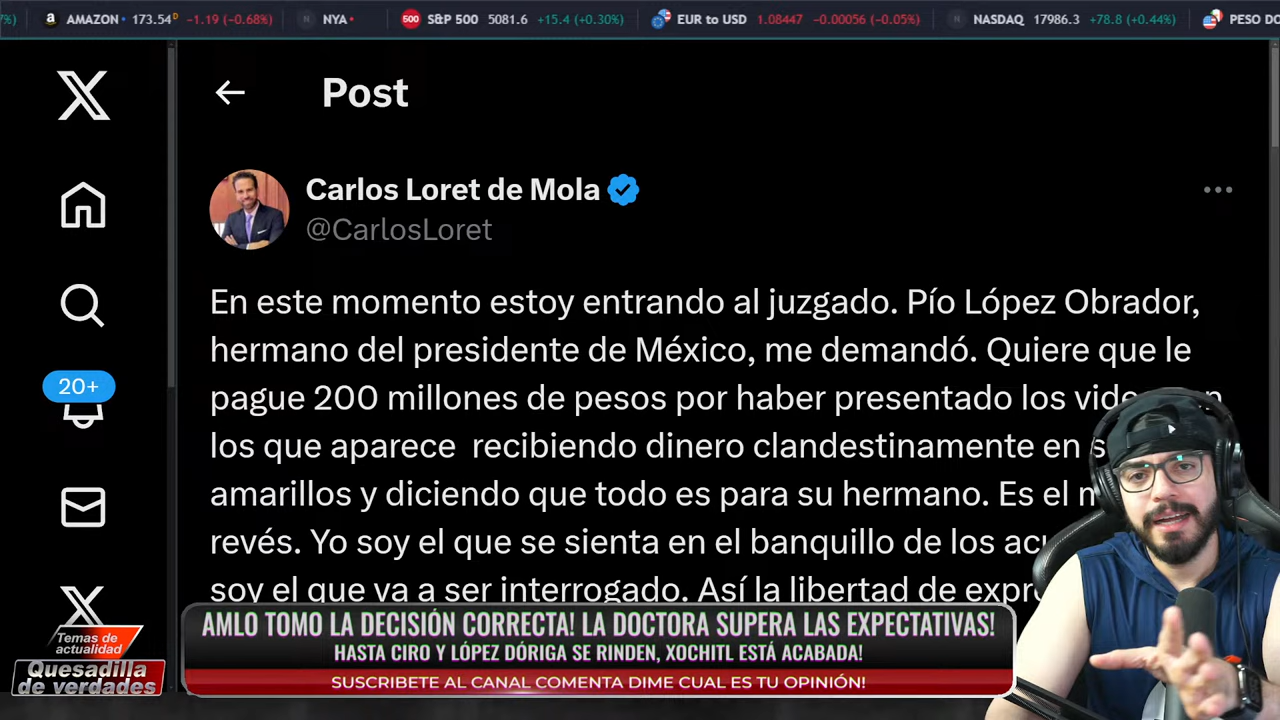 7%) AMAZON 173.54 D -1.19 (-0.68%) N NYA 500 S&P 500 5081.6 +15.4 (+0.30%) EUR to USD 1.08447 -0.00056 (-0.05%) N NASDAQ 17986.3 +78.8 (+0.44%) PESO DO
Post
Carlos Loret de Mola
@CarlosLoret
En este momento estoy entrando al juzgado. Pío López Obrador,
hermano del presidente de México, me demandó. Quiere que le
20+
pague 200 millones de pesos por haber presentado los
los que aparece recibiendo dinero clandestinamente en
amarillos y diciendo que todo es para su hermano. Es el
revés. Yo soy el que se sienta en el banquillo de los
soy el que va a ser interrogado. Así la libertad de
Temas de
actualidad
Quesadilla
de verdades
AMLO TOMO LA DECISIÓN CORRECTA! LA DOCTORA SUPERA LAS EXPECTATIVAS!
HASTA CIRO Y LÓPEZ DÓRIGA SE RINDEN, XOCHITL ESTÁ ACABADA!
SUSCRIBETE AL CANAL COMENTA DIME CUAL ES TU OPINIÓN!